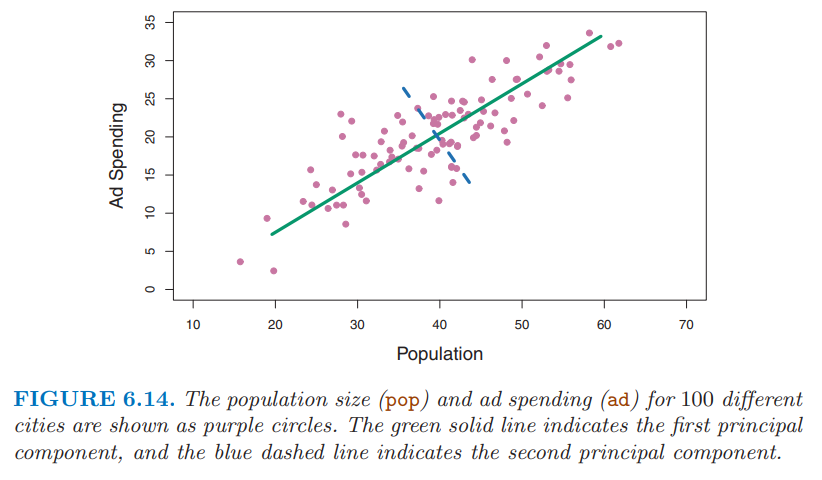 35
30
25
20
15
10
5
0
Ad Spending
10 20 30 40 50 60 70
Population
FIGURE 6.14. The population size (pop) and ad spending (ad) for 100 different
cities are shown as purple circles. The green solid line indicates the first principal
component, and the blue dashed line indicates the second principal component.